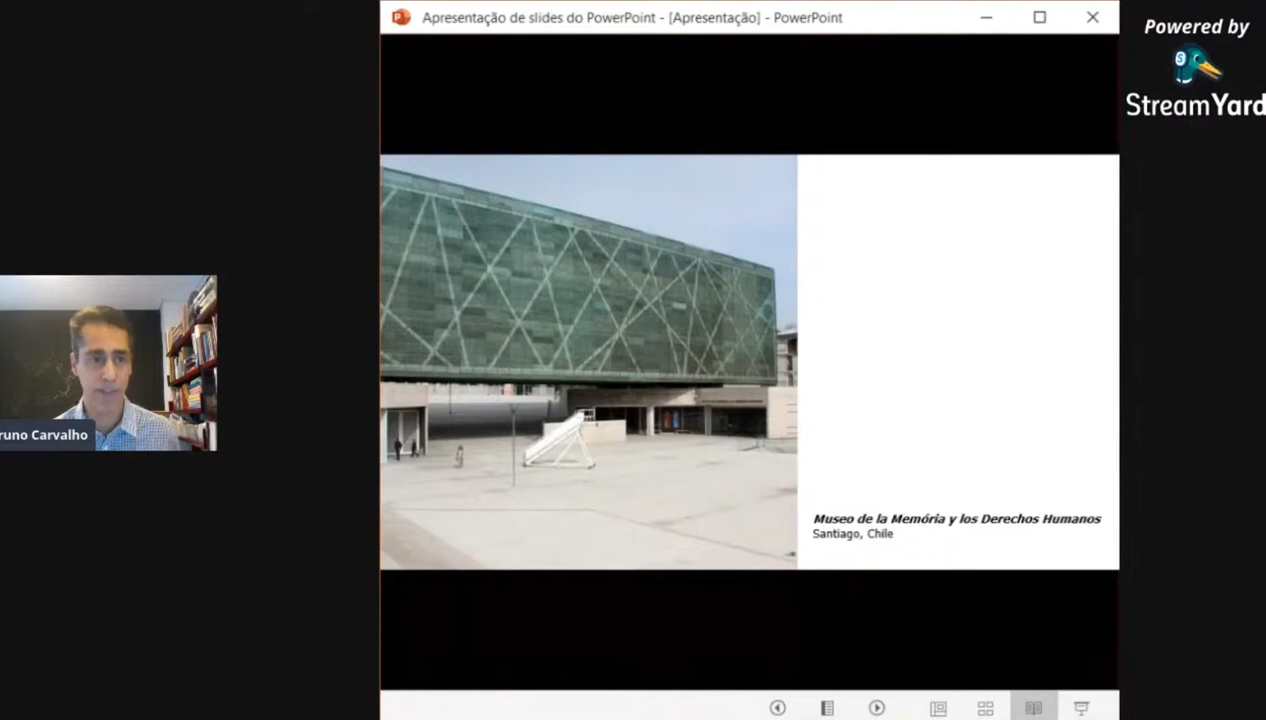 Apresentação de slides do PowerPoint - [Apresentação] - PowerPoint
Powered by
StreamYard
runo Carvalho
Museo de la Memória y los Derechos Humanos
Santiago, Chile